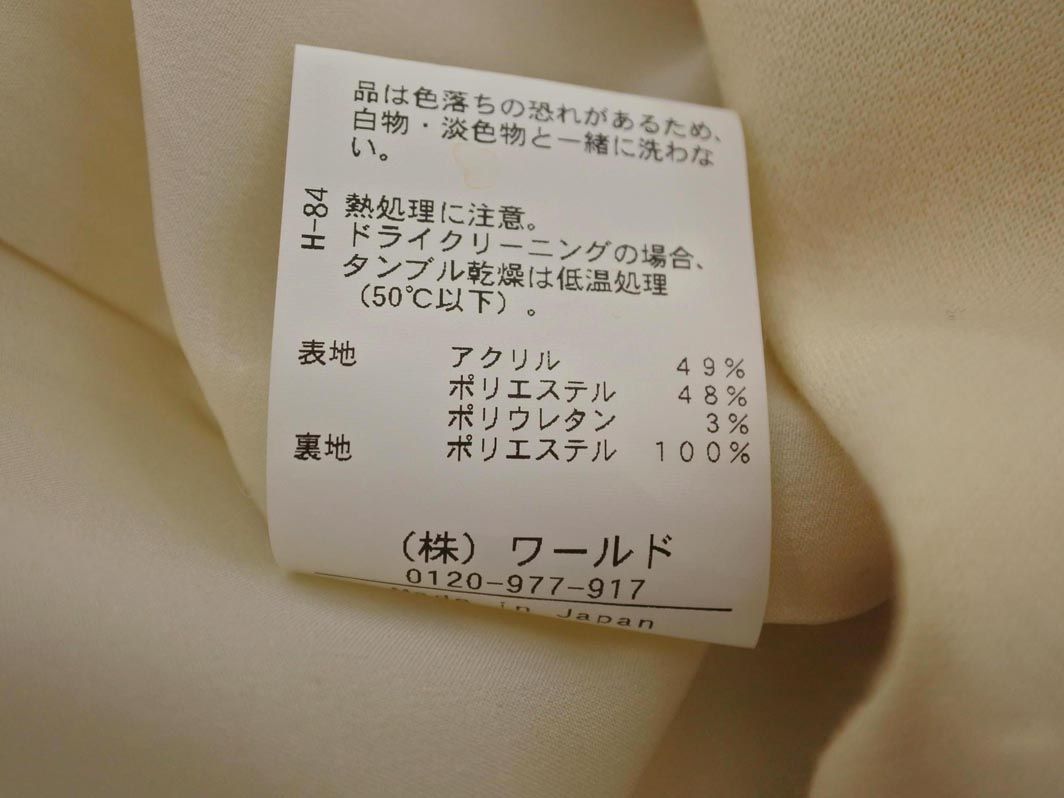 品は色落ちの恐れがあるため、
白物・淡色物と一緒に洗わな
い。
H-84
熱処理に注意。
ドライクリーニングの場合、
タンブル乾燥は低温処理
（50℃以下）。
表地 アクリル 49%
ポリエステル 48%
ポリウレタン 3%
裏地 ポリエステル 100%
（株）ワールド
0120-977-917
Made in Japan